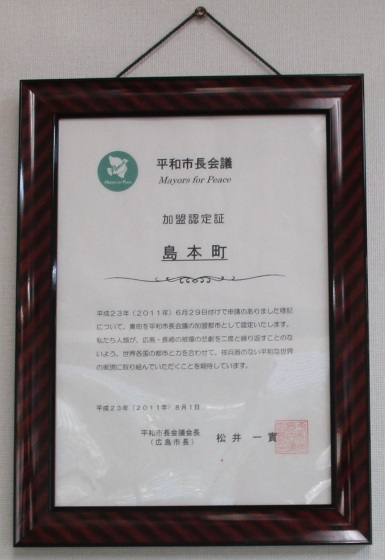 平和市長会議
Mayors for Peace
Mayors for Peace
加盟認定証
島本町
平成23年（2011年）6月29日付けで申請のありました標記
について、貴街を平和市長会議の加盟都市として認定いたします。
私たち人類が、広島・長崎の被爆の悲劇を二度と繰り返すことのな
いよう、世界各国の都市と力を合わせて、核兵器のない平和な世界
の実現に取り組んでいただくことを期待しています。
平成23年（2011年）8月1日
平和市長会議会長
（広島市長）
松井一實